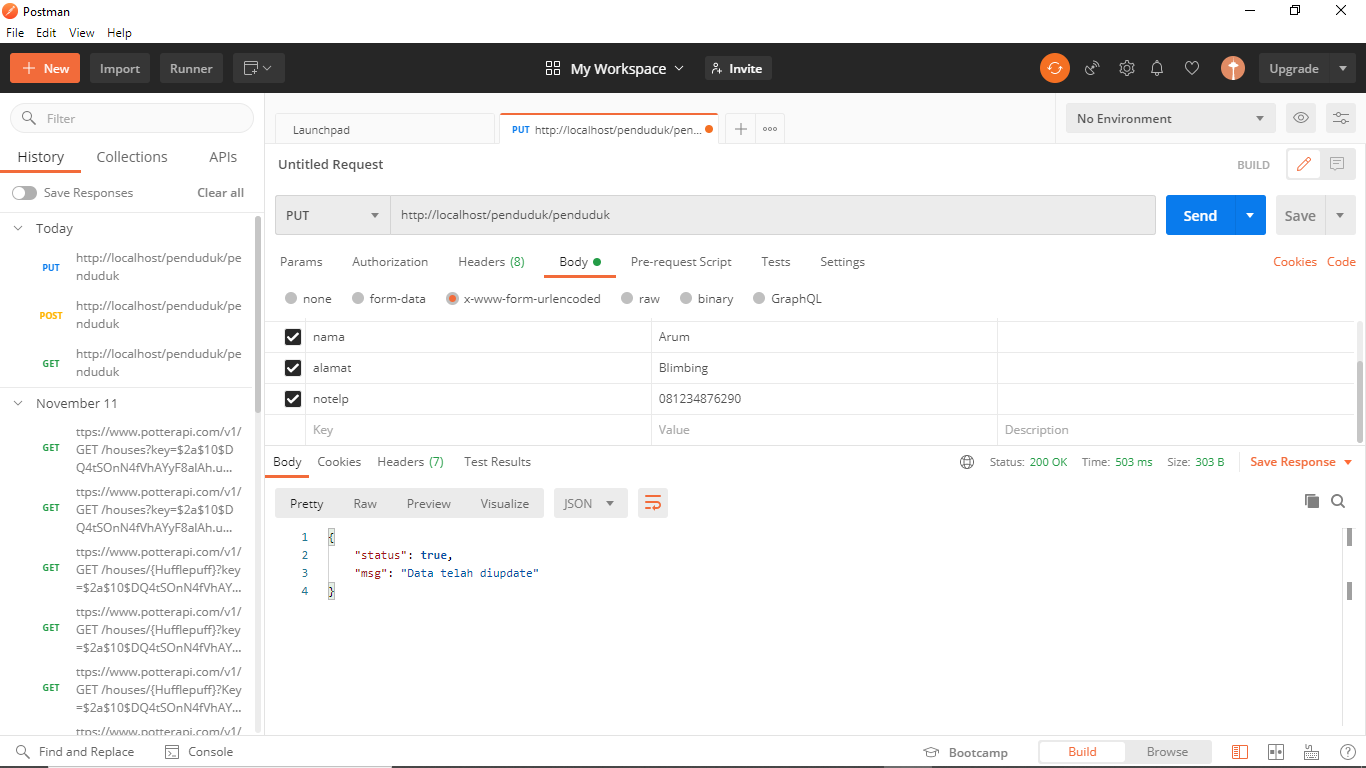 Postman
File Edit View Help
New Import Runner My Workspace Invite Upgrade
Filter
History Collections APIs
Save Responses Clear all
Today
PUT http://localhost/penduduk/pe
nduduk
POST http://localhost/penduduk/pe
nduduk
GET http://localhost/penduduk/pe
nduduk
November 11
GET ttps://www.potterapi.com/v1/
GET /houses?key=$2a$10$D
Q4tSOnN4fVhAYyF8alAh.u...
GET ttps://www.potterapi.com/v1/
GET /houses?key=$2a$10$D
Q4tSOnN4fVhAYyF8alAh.u...
GET ttps://www.potterapi.com/v1/
GET /houses/{Hufflepuff}?key
=$2a$10$DQ4tSOnN4fVhAY...
GET ttps://www.potterapi.com/v1/
GET /houses/{Hufflepuff}?key
=$2a$10$DQ4tSOnN4fVhAY...
GET ttps://www.potterapi.com/v1/
GET /houses/{Hufflepuff}?Key
=$2a$10$DQ4tSOnN4fVhAY...
ttps://www.potterapi.com/v1/
Launchpad PUT http://localhost/penduduk/pen... No Environment
Untitled Request BUILD
PUT http://localhost/penduduk/penduduk Send Save
Params Authorization Headers (8) Body Pre-request Script Tests Settings Cookies Code
none form-data x-www-form-urlencoded raw binary GraphQL
nama Arum
alamat Blimbing
notelp 081234876290
Key Value Description
Body Cookies Headers (7) Test Results Status: 200 OK Time: 503 ms Size: 303 B Save Response
Pretty Raw Preview Visualize JSON
1 {
2 "status": true,
3 "msg": "Data telah diupdate"
4 }
Find and Replace Console Bootcamp Build Browse